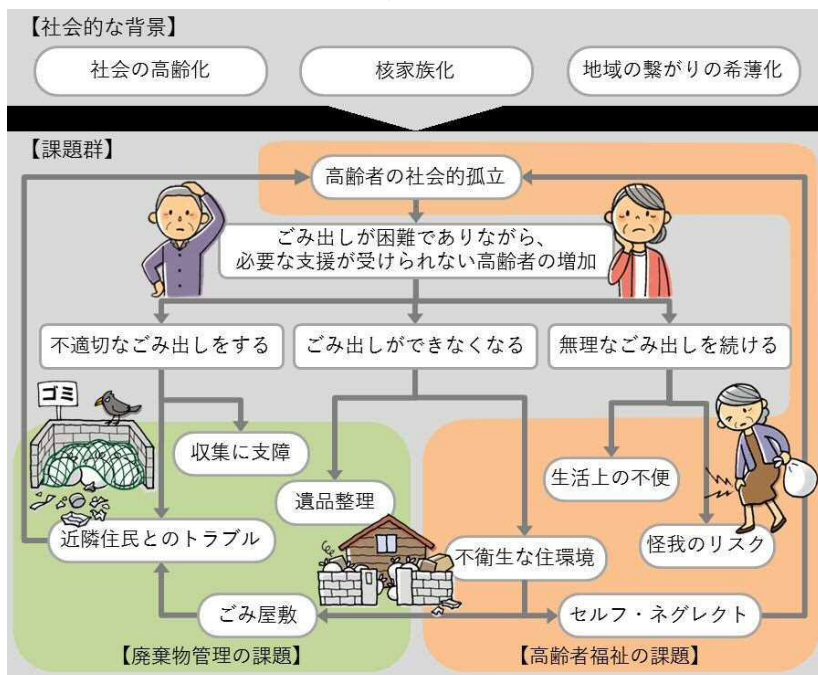 【社会的な背景】
社会の高齢化
核家族化
地域の繋がりの希薄化
【課題群】
高齢者の社会的孤立
ごみ出しが困難でありながら、
必要な支援が受けられない高齢者の増加
不適切なごみ出しをする
ごみ出しができなくなる
無理なごみ出しを続ける
ゴミ
収集に支障
遺品整理
生活上の不便
近隣住民とのトラブル
不衛生な住環境
怪我のリスク
ごみ屋敷
セルフ・ネグレクト
【廃棄物管理の課題】
【高齢者福祉の課題】